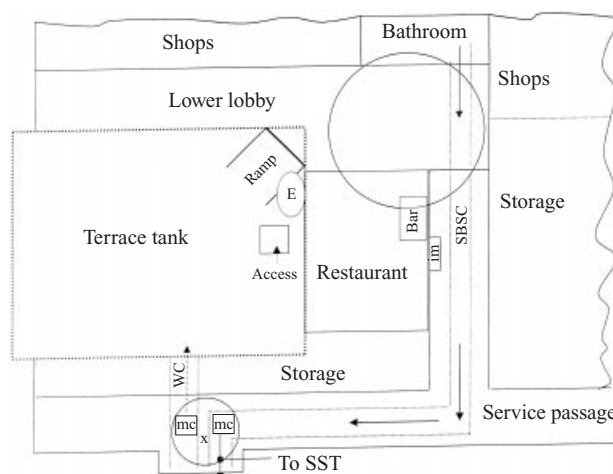 Shops
Bathroom
Shops
Lower lobby
Ramp
E
Bar
SBSC
Storage
Terrace tank
im
Access
Restaurant
WC
Storage
mc
x
mc
Service passage
To SST